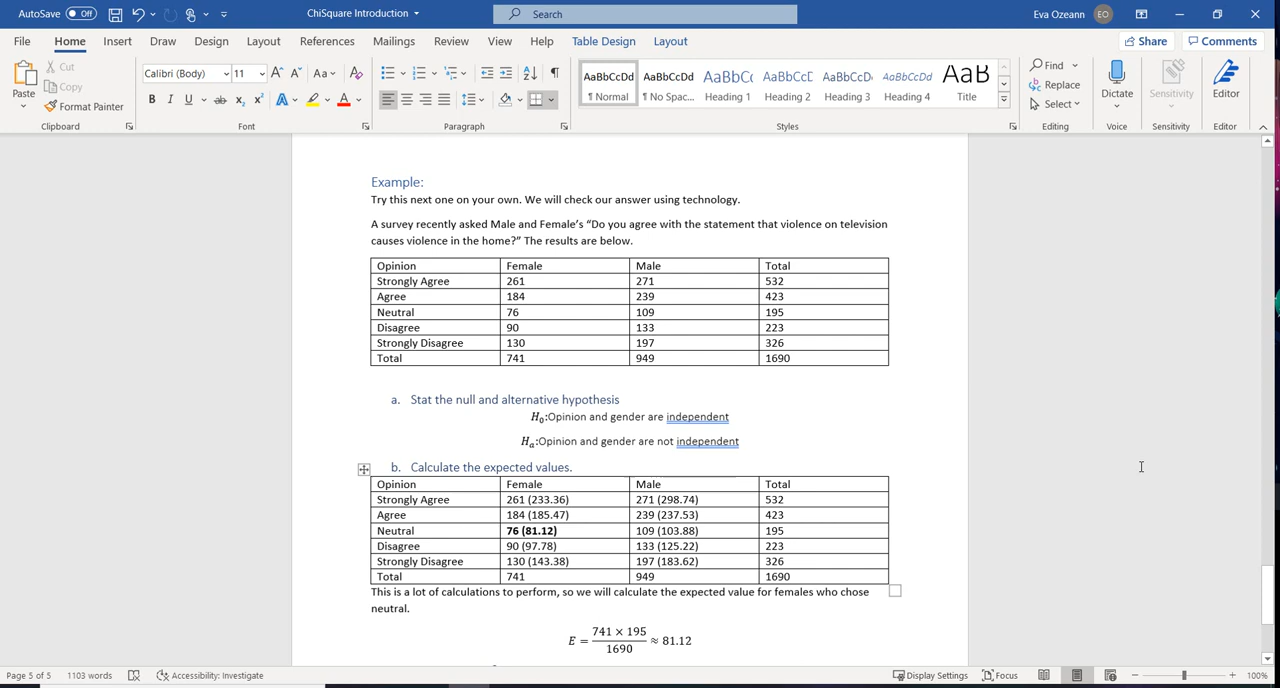 AutoSave Off ChiSquare Introduction Search Eva Ozeann EO
File Home Insert Draw Design Layout References Mailings Review View Help Table Design Layout Share Comments
Paste Cut Copy Format Painter
Calibri (Body) 11
AaBbCcDd AaBbCcDd AaBbCc AaBbCcE AaBbCcDd AaBbCcDd AaB
¶ Normal ¶ No Spac... Heading 1 Heading 2 Heading 3 Heading 4 Title
Find Replace Select
Dictate Sensitivity Editor
Clipboard Font Paragraph Styles Editing Voice Sensitivity Editor
Example:
Try this next one on your own. We will check our answer using technology.
A survey recently asked Male and Female's "Do you agree with the statement that violence on television
causes violence in the home?" The results are below.
Opinion Female Male Total
Strongly Agree 261 271 532
Agree 184 239 423
Neutral 76 109 195
Disagree 90 133 223
Strongly Disagree 130 197 326
Total 741 949 1690
a. Stat the null and alternative hypothesis
H₀:Opinion and gender are independent
Hₐ:Opinion and gender are not independent
b. Calculate the expected values.
Opinion Female Male Total
Strongly Agree 261 (233.36) 271 (298.74) 532
Agree 184 (185.47) 239 (237.53) 423
Neutral 76 (81.12) 109 (103.88) 195
Disagree 90 (97.78) 133 (125.22) 223
Strongly Disagree 130 (143.38) 197 (183.62) 326
Total 741 949 1690
This is a lot of calculations to perform, so we will calculate the expected value for females who chose
neutral.
E = 741 × 195 / 1690 ≈ 81.12
Page 5 of 5 1103 words Accessibility: Investigate Display Settings Focus 100%